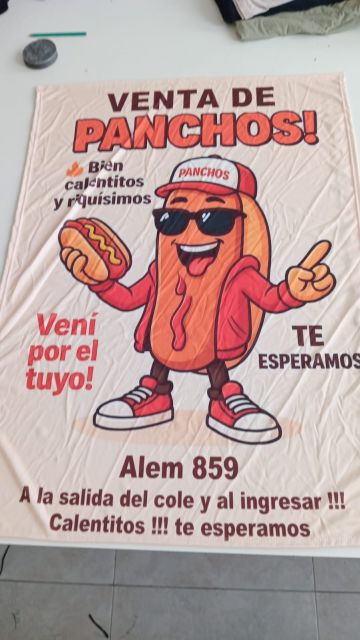 VENTA DE
PANCHOS!
Bien
calentitos
y riquísimos
PANCHOS
Vení
por el
tuyo!
TE
ESPERAMOS
Alem 859
A la salida del cole y al ingresar !!!
Calentitos !!! te esperamos